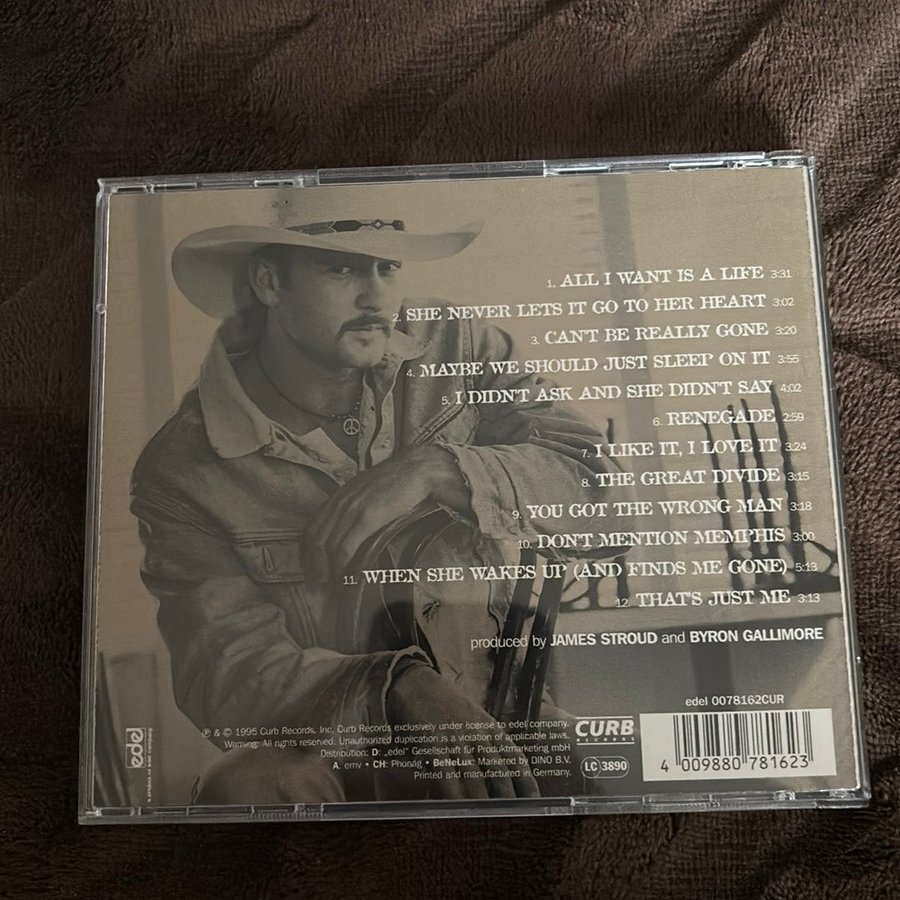 1. ALL I WANT IS A LIFE 3:31
2. SHE NEVER LETS IT GO TO HER HEART 3:02
3. CAN'T BE REALLY GONE 3:20
4. MAYBE WE SHOULD JUST SLEEP ON IT 3:55
5. I DIDN'T ASK AND SHE DIDN'T SAY 4:02
6. RENEGADE 2:59
7. I LIKE IT, I LOVE IT 3:24
8. THE GREAT DIVIDE 3:15
9. YOU GOT THE WRONG MAN 3:18
10. DON'T MENTION MEMPHIS 3:00
11. WHEN SHE WAKES UP (AND FINDS ME GONE) 5:13
12. THAT'S JUST ME 3:13
produced by JAMES STROUD and BYRON GALLIMORE
edel 0078162CUR
edel
℗ & © 1995 Curb Records, Inc. Curb Records exclusively under license to edel company.
Warning: All rights reserved. Unauthorized duplication is a violation of applicable laws.
Distribution: D: „edel" Gesellschaft für Produktmarketing mbH
A. emv • CH: Phonag • BeNeLux: Marketed by DINO B.V.
Printed and manufactured in Germany.
CURB
RECORDS
LC 3890
4 009880 781623